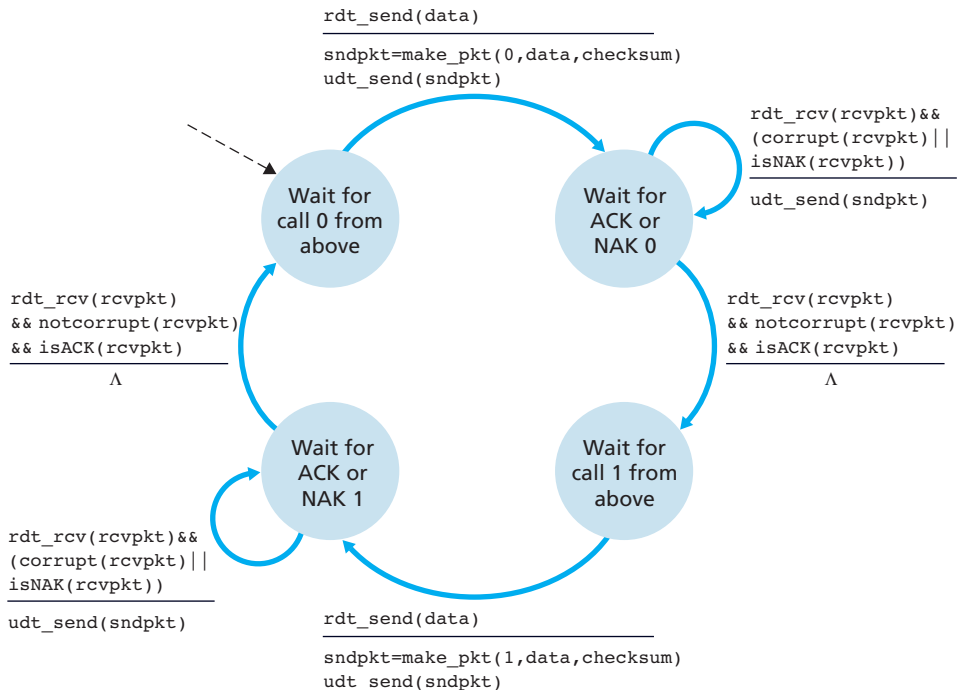 rdt_send(data)
sndpkt=make_pkt(0,data,checksum)
udt_send(sndpkt)
rdt_rcv(rcvpkt)&&
(corrupt(rcvpkt)||
isNAK(rcvpkt))
udt_send(sndpkt)
Wait for
call 0 from
above
Wait for
ACK or
NAK 0
rdt_rcv(rcvpkt)
&& notcorrupt(rcvpkt)
&& isACK(rcvpkt)
Λ
rdt_rcv(rcvpkt)
&& notcorrupt(rcvpkt)
&& isACK(rcvpkt)
Λ
Wait for
ACK or
NAK 1
Wait for
call 1 from
above
rdt_rcv(rcvpkt)&&
(corrupt(rcvpkt)||
isNAK(rcvpkt))
udt_send(sndpkt)
rdt_send(data)
sndpkt=make_pkt(1,data,checksum)
udt_send(sndpkt)